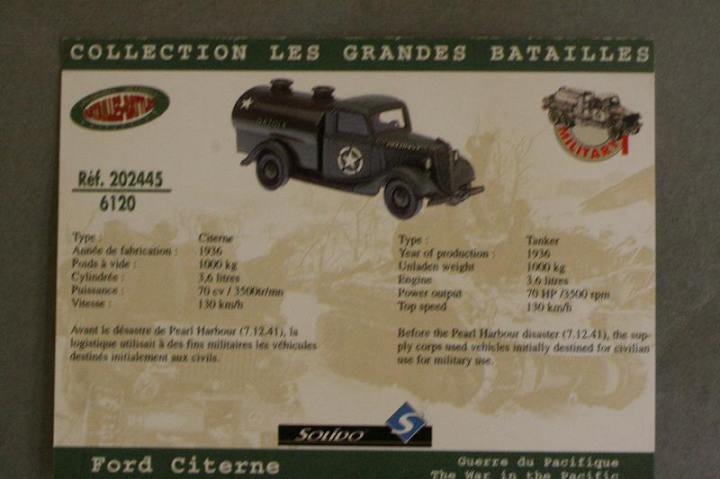 COLLECTION LES GRANDES BATAILLES
BATAILLES-BATTLES
MILITARY
Réf. 202445
6120
Type :
Citerne
Année de fabrication :
1936
Poids à vide :
1000 kg
Cylindrée :
3,6 litres
Puissance :
70 cv / 3500tr/mn
Vitesse :
130 km/h
Avant le désastre de Pearl Harbour (7.12.41), la
logistique utilisait à des fins militaires les véhicules
destinés initialement aux civils.
Type :
Tanker
Year of production :
1936
Unladen weight
1000 kg
Engine
3.6 litres
Power output
70 HP /3500 rpm
Top speed
130 km/h
Before the Pearl Harbour disaster (7.12.41), the sup-
ply corps used vehicles initially destined for civilian
use for military use.
SOLIDO
S
Ford Citerne
Guerre du Pacifique
The War in the Pacific